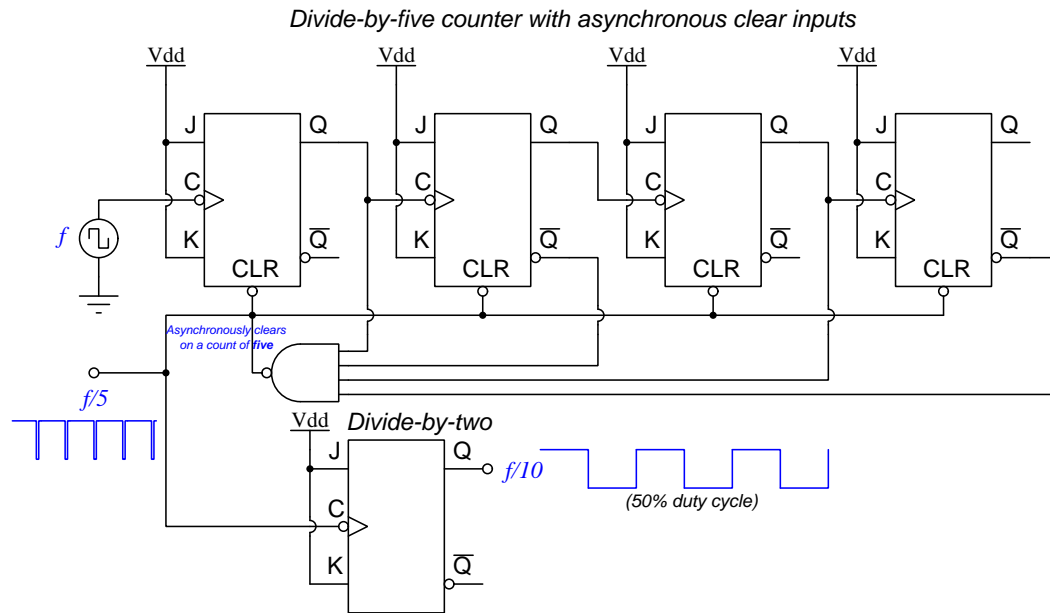 Divide-by-five counter with asynchronous clear inputs
Vdd Vdd Vdd Vdd
J Q J Q J Q J Q
C C C C
f
K Q̅ K Q̅ K Q̅ K Q̅
CLR CLR CLR CLR
Asynchronously clears
on a count of five
f/5
Vdd Divide-by-two
J Q
f/10
(50% duty cycle)
C
K Q̅